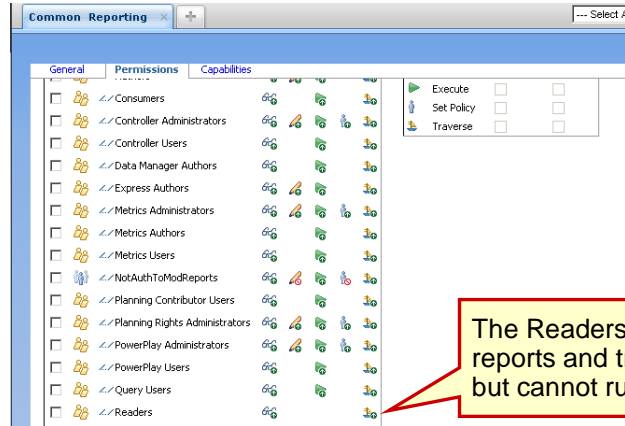 Common Reporting
--- Select A
General Permissions Capabilities
Execute
Set Policy
Traverse
Consumers
Controller Administrators
Controller Users
Data Manager Authors
Express Authors
Metrics Administrators
Metrics Authors
Metrics Users
NotAuthToModReports
Planning Contributor Users
Planning Rights Administrators
PowerPlay Administrators
PowerPlay Users
Query Users
Readers
The Readers
reports and t
but cannot ru